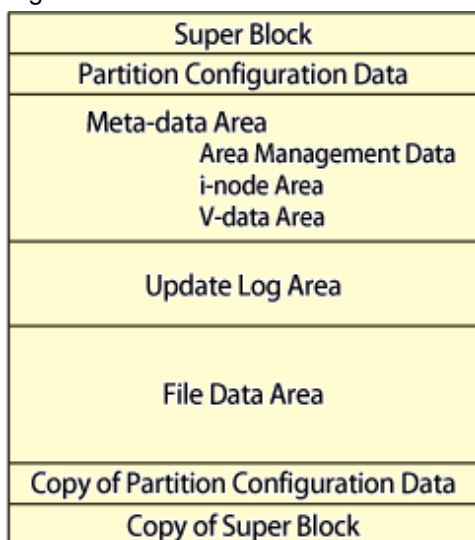 Super Block
Partition Configuration Data
Meta-data Area
Area Management Data
i-node Area
V-data Area
Update Log Area
File Data Area
Copy of Partition Configuration Data
Copy of Super Block